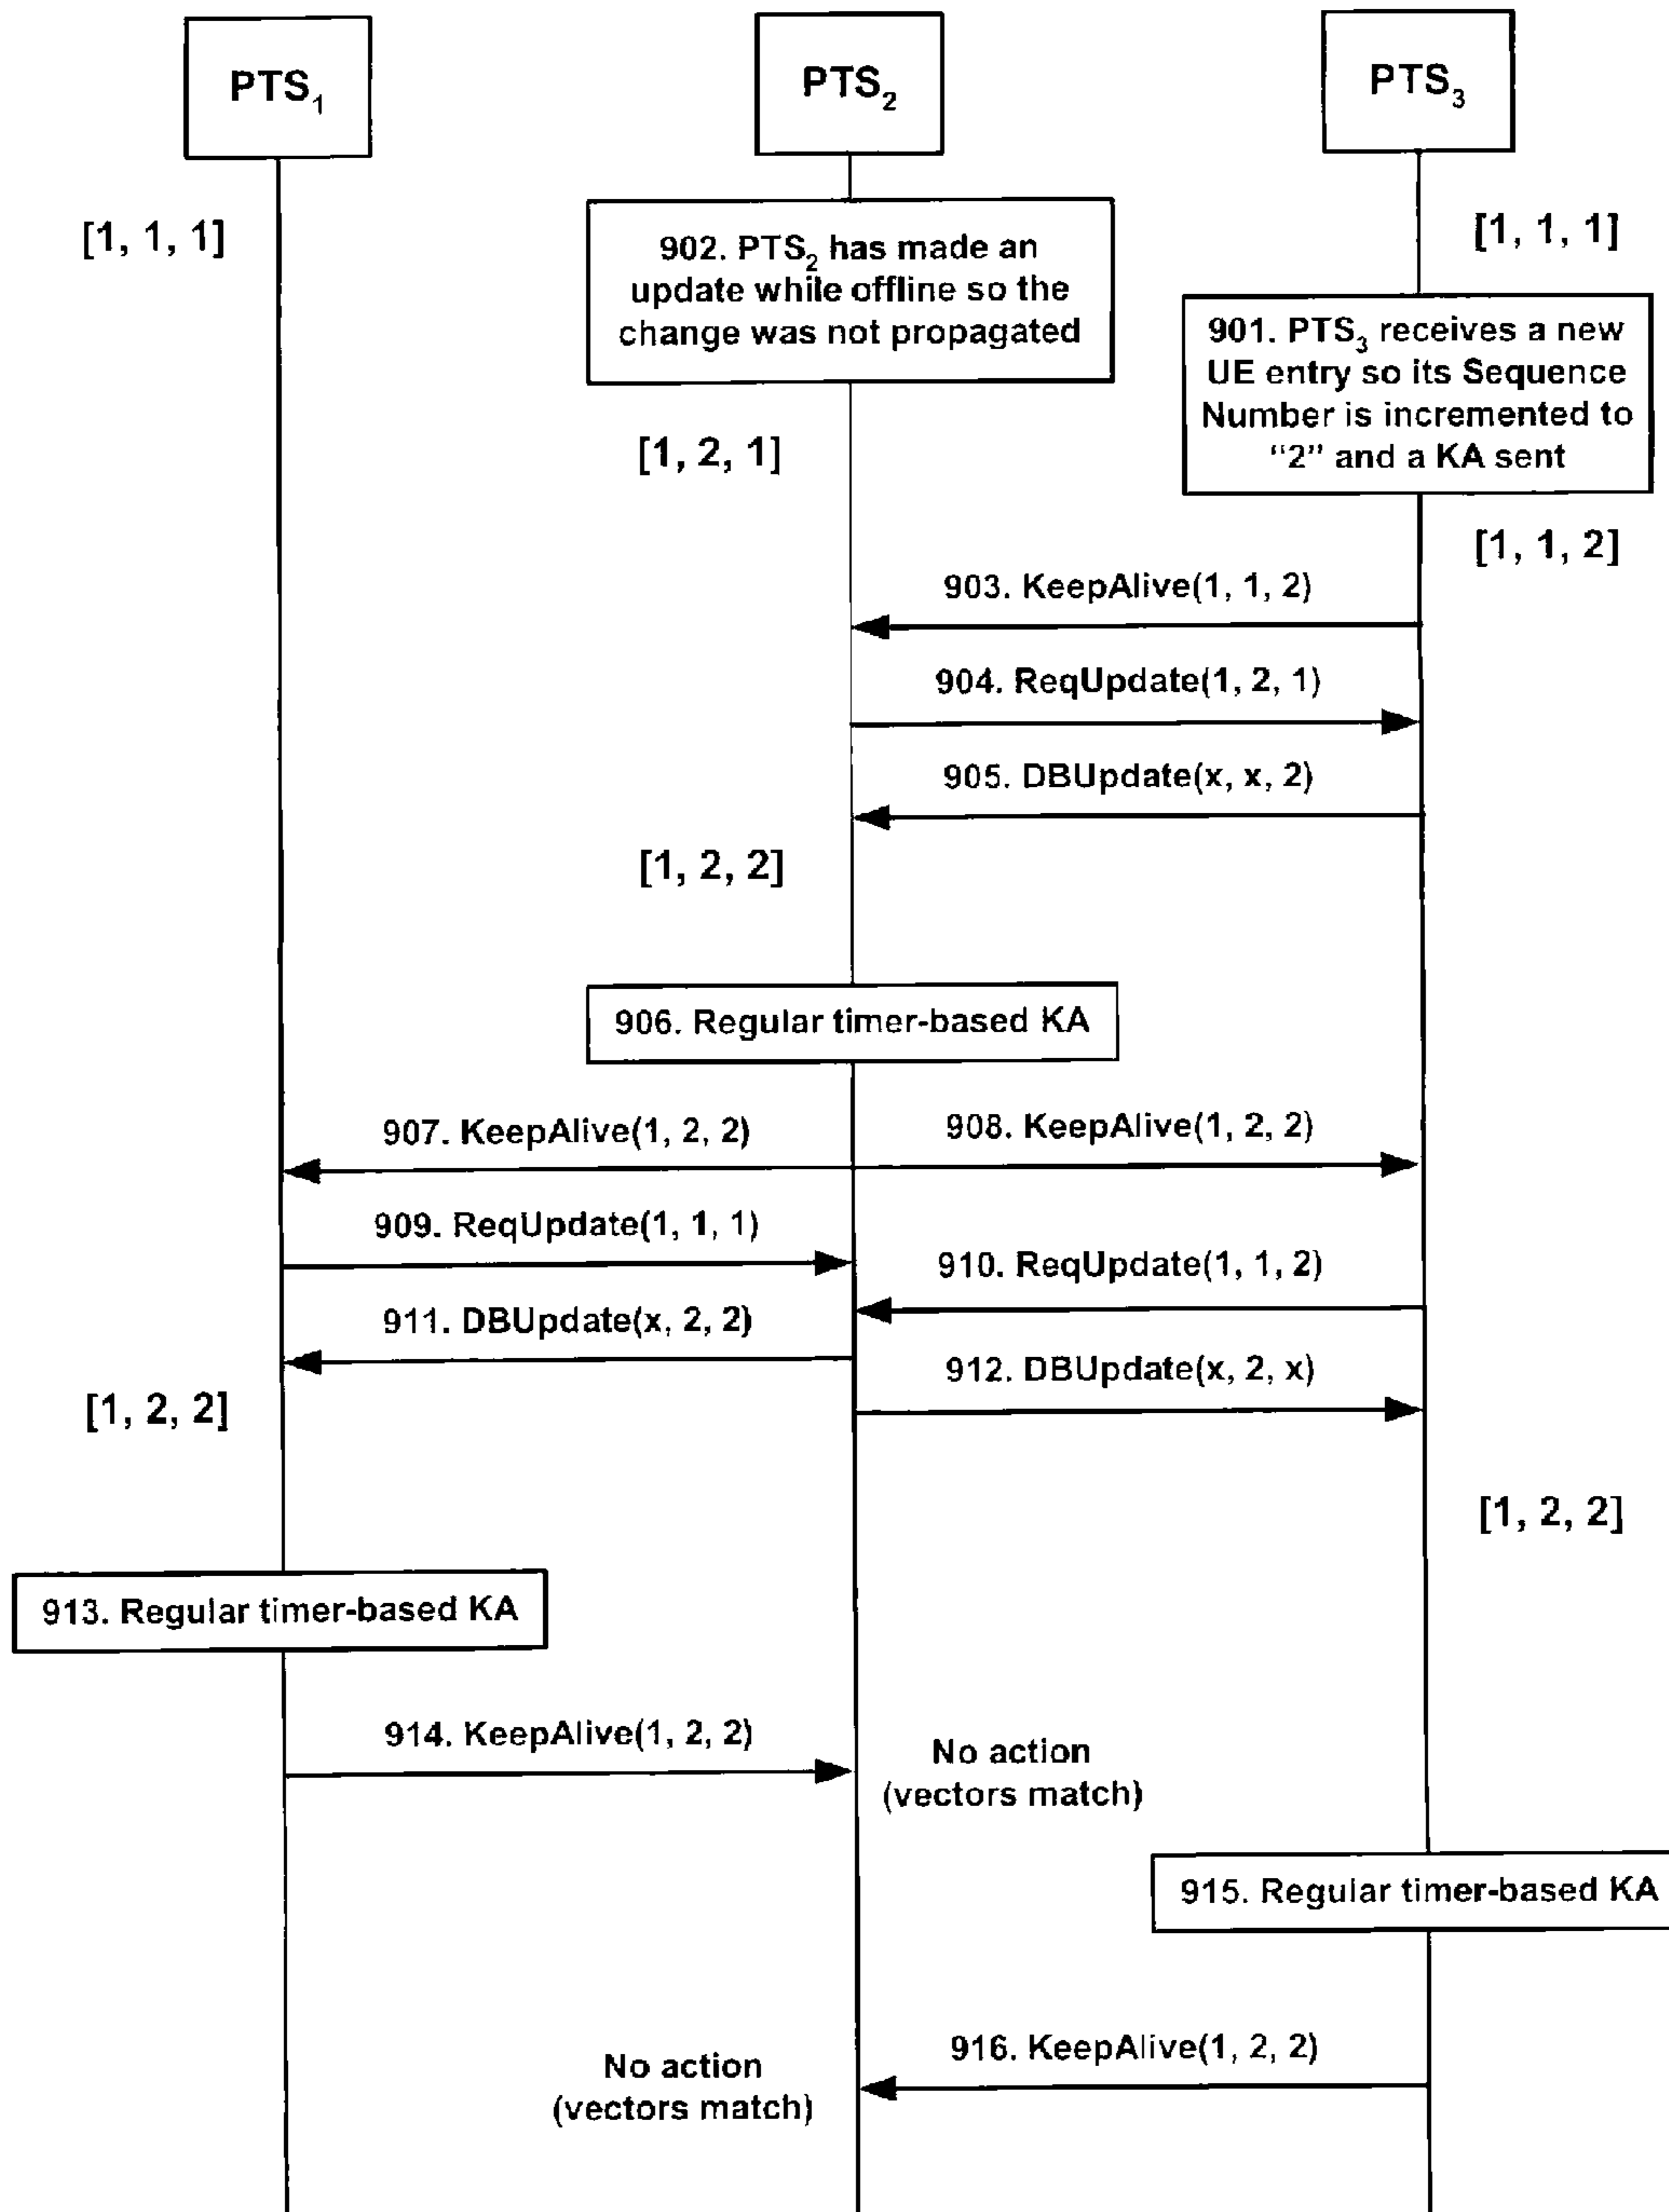 PTS1
PTS2
PTS3
[1, 1, 1]
[1, 1, 1]
902. PTS2 has made an
update while offline so the
change was not propagated
901. PTS3 receives a new
UE entry so its Sequence
Number is incremented to
“2” and a KA sent
[1, 2, 1]
[1, 1, 2]
903. KeepAlive(1, 1, 2)
904. ReqUpdate(1, 2, 1)
905. DBUpdate(x, x, 2)
[1, 2, 2]
906. Regular timer-based KA
907. KeepAlive(1, 2, 2)
908. KeepAlive(1, 2, 2)
909. ReqUpdate(1, 1, 1)
910. ReqUpdate(1, 1, 2)
911. DBUpdate(x, 2, 2)
912. DBUpdate(x, 2, x)
[1, 2, 2]
[1, 2, 2]
913. Regular timer-based KA
914. KeepAlive(1, 2, 2)
No action
(vectors match)
915. Regular timer-based KA
916. KeepAlive(1, 2, 2)
No action
(vectors match)